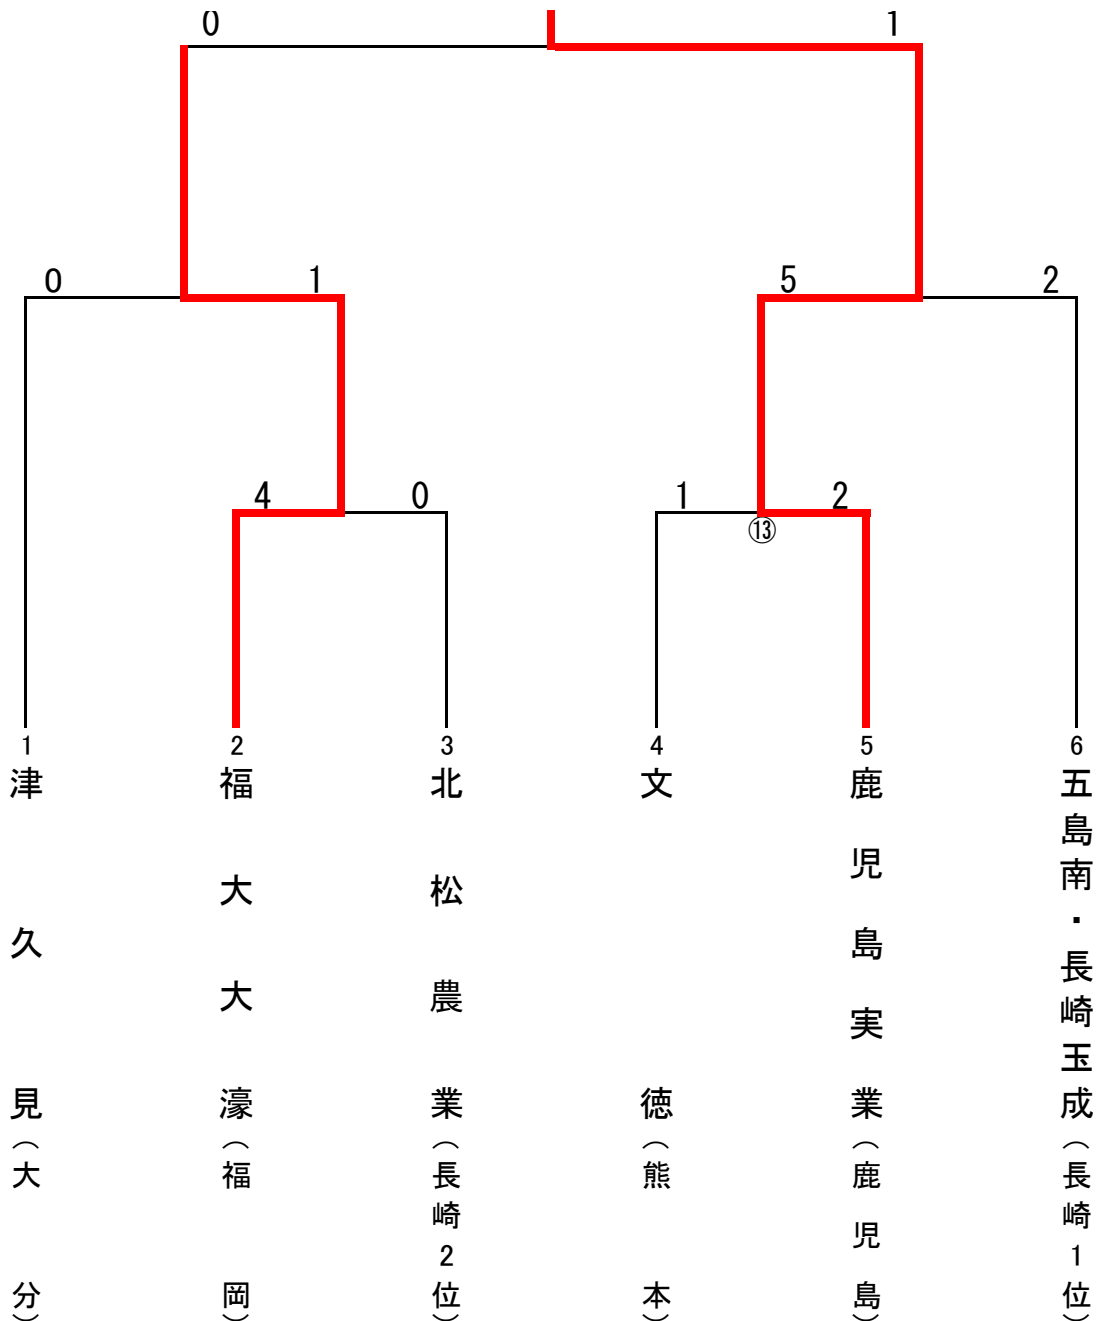 0 1
0 1 5 2
4 0 1 2
⑬
1 2 3 4 5 6
津久見(大分)
福大大濠(福岡)
北松農業(長崎2位)
文徳(熊本)
鹿児島実業(鹿児島)
五島南・長崎玉成(長崎1位)